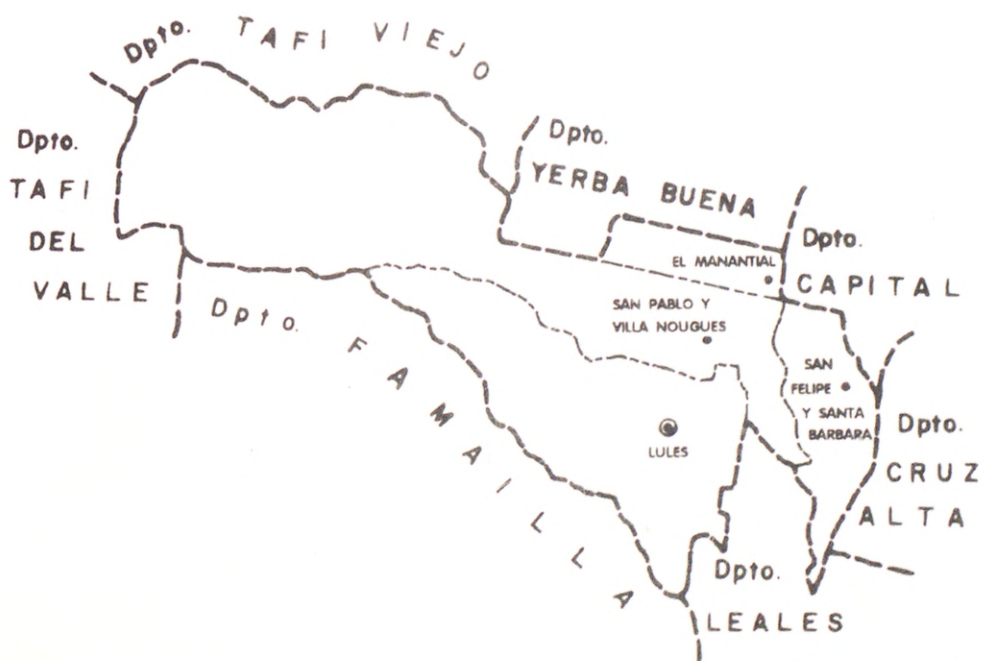 Dpto. TAFI VIEJO
Dpto.
TAFI
DEL
VALLE
Dpto.
YERBA BUENA
Dpto.
CAPITAL
EL MANANTIAL
SAN PABLO Y
VILLA NOUGUES
Dpto. FAMAILLA
SAN
FELIPE
Y SANTA
BARBARA
LULES
Dpto.
CRUZ
ALTA
Dpto.
LEALES